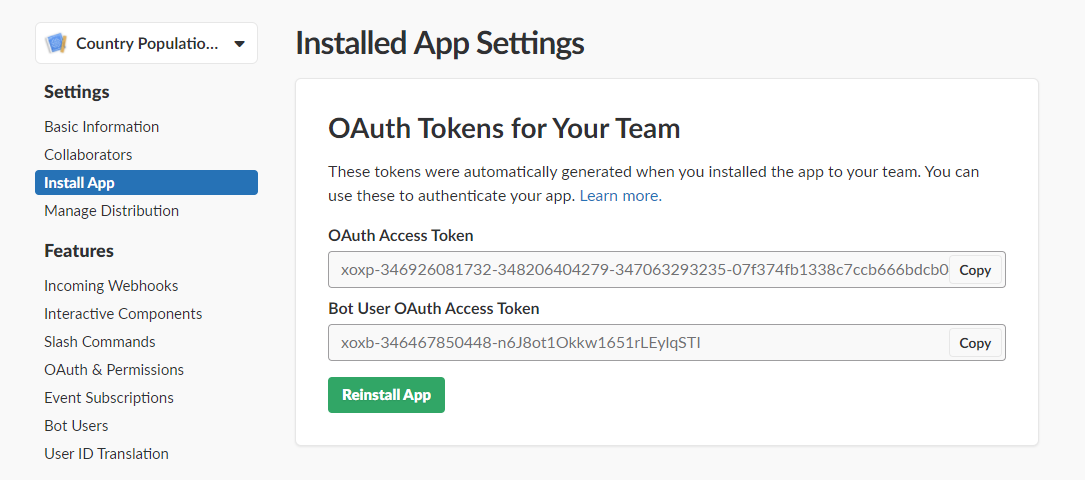 Country Populatio...
Installed App Settings
Settings
Basic Information
Collaborators
Install App
Manage Distribution
Features
Incoming Webhooks
Interactive Components
Slash Commands
OAuth & Permissions
Event Subscriptions
Bot Users
User ID Translation
OAuth Tokens for Your Team
These tokens were automatically generated when you installed the app to your team. You can
use these to authenticate your app. Learn more.
OAuth Access Token
xoxp-346926081732-348206404279-347063293235-07f374fb1338c7ccb666bdcb0 Copy
Bot User OAuth Access Token
Copy
Reinstall App